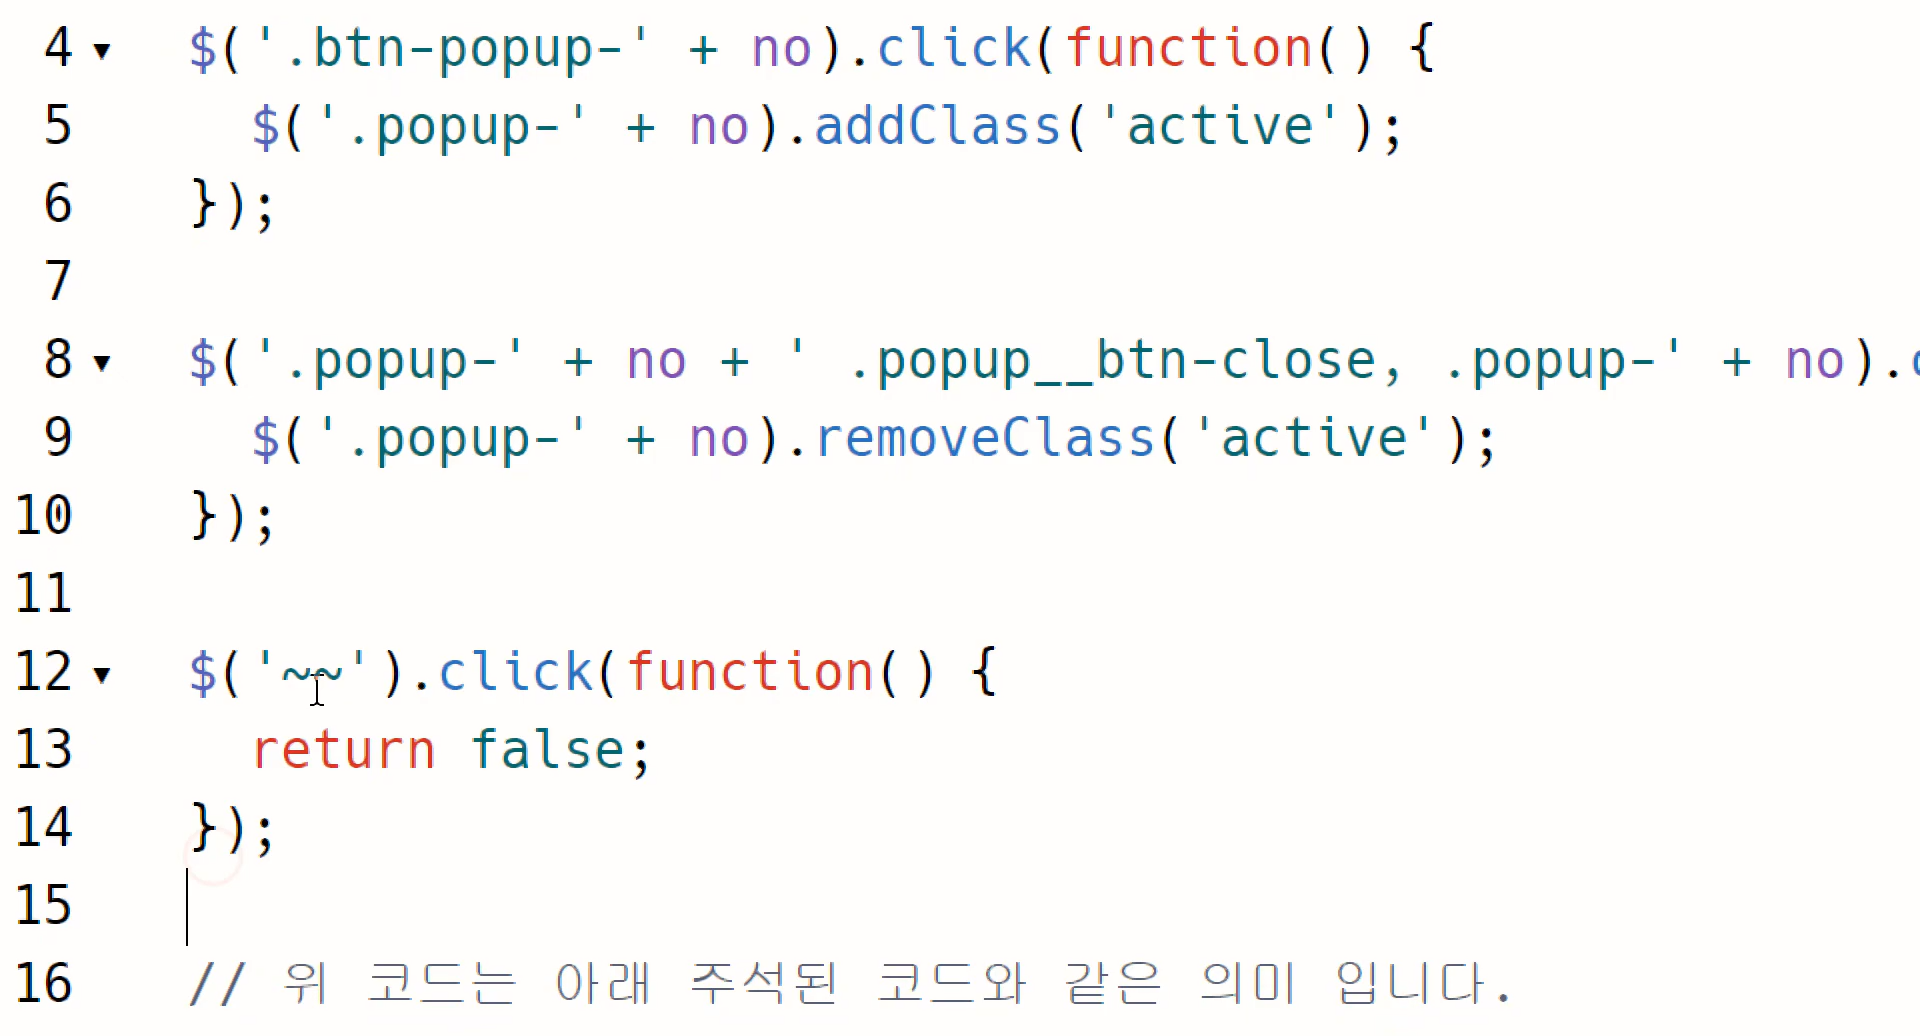 4 ▾ $('.btn-popup-' + no).click(function() {
5 $('.popup-' + no).addClass('active');
6 });
7
8 ▾ $('.popup-' + no + ' .popup__btn-close, .popup-' + no).
9 $('.popup-' + no).removeClass('active');
10 });
11
12 ▾ $('~~').click(function() {
13 return false;
14 });
15
16 // 위 코드는 아래 주석된 코드와 같은 의미 입니다.